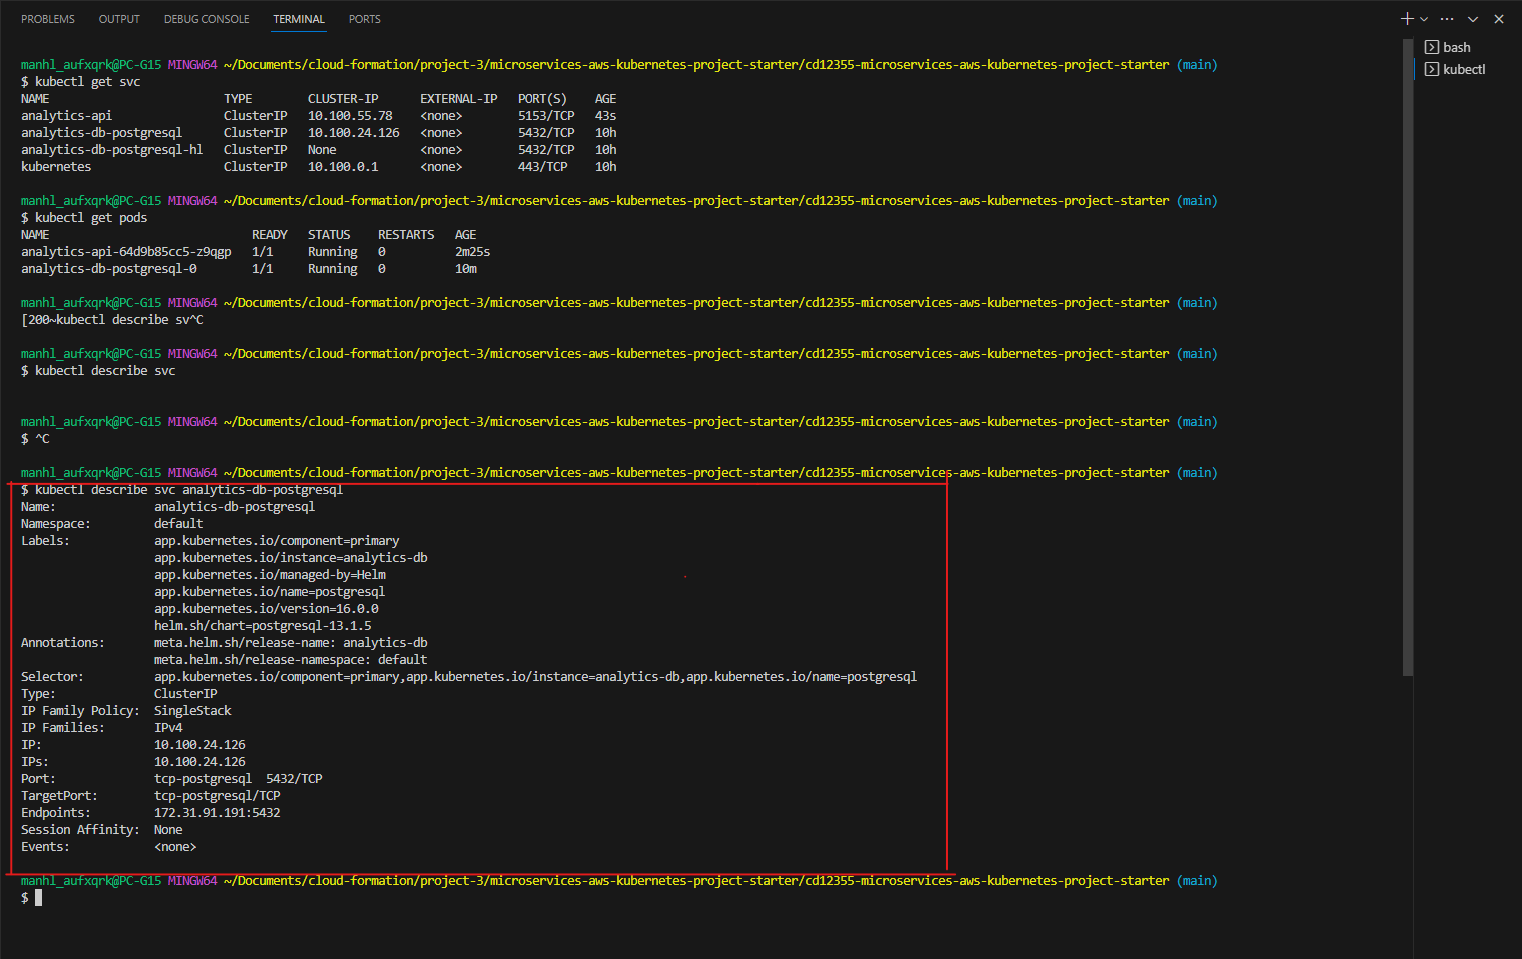 PROBLEMS OUTPUT DEBUG CONSOLE TERMINAL PORTS
bash
kubectl
manhl_aufxqrk@PC-G15 MINGW64 ~/Documents/cloud-formation/project-3/microservices-aws-kubernetes-project-starter/cd12355-microservices-aws-kubernetes-project-starter (main)
$ kubectl get svc
NAME TYPE CLUSTER-IP EXTERNAL-IP PORT(S) AGE
analytics-api ClusterIP 10.100.55.78 <none> 5153/TCP 43s
analytics-db-postgresql ClusterIP 10.100.24.126 <none> 5432/TCP 10h
analytics-db-postgresql-hl ClusterIP None <none> 5432/TCP 10h
kubernetes ClusterIP 10.100.0.1 <none> 443/TCP 10h
manhl_aufxqrk@PC-G15 MINGW64 ~/Documents/cloud-formation/project-3/microservices-aws-kubernetes-project-starter/cd12355-microservices-aws-kubernetes-project-starter (main)
$ kubectl get pods
NAME READY STATUS RESTARTS AGE
analytics-api-64d9b85cc5-z9qgp 1/1 Running 0 2m25s
analytics-db-postgresql-0 1/1 Running 0 10m
manhl_aufxqrk@PC-G15 MINGW64 ~/Documents/cloud-formation/project-3/microservices-aws-kubernetes-project-starter/cd12355-microservices-aws-kubernetes-project-starter (main)
[200~kubectl describe sv^C
manhl_aufxqrk@PC-G15 MINGW64 ~/Documents/cloud-formation/project-3/microservices-aws-kubernetes-project-starter/cd12355-microservices-aws-kubernetes-project-starter (main)
$ kubectl describe svc
manhl_aufxqrk@PC-G15 MINGW64 ~/Documents/cloud-formation/project-3/microservices-aws-kubernetes-project-starter/cd12355-microservices-aws-kubernetes-project-starter (main)
$ ^C
manhl_aufxqrk@PC-G15 MINGW64 ~/Documents/cloud-formation/project-3/microservices-aws-kubernetes-project-starter/cd12355-microservices-aws-kubernetes-project-starter (main)
$ kubectl describe svc analytics-db-postgresql
Name: analytics-db-postgresql
Namespace: default
Labels: app.kubernetes.io/component=primary
app.kubernetes.io/instance=analytics-db
app.kubernetes.io/managed-by=Helm
app.kubernetes.io/name=postgresql
app.kubernetes.io/version=16.0.0
helm.sh/chart=postgresql-13.1.5
Annotations: meta.helm.sh/release-name: analytics-db
meta.helm.sh/release-namespace: default
Selector: app.kubernetes.io/component=primary,app.kubernetes.io/instance=analytics-db,app.kubernetes.io/name=postgresql
Type: ClusterIP
IP Family Policy: SingleStack
IP Families: IPv4
IP: 10.100.24.126
IPs: 10.100.24.126
Port: tcp-postgresql 5432/TCP
TargetPort: tcp-postgresql/TCP
Endpoints: 172.31.91.191:5432
Session Affinity: None
Events: <none>
manhl_aufxqrk@PC-G15 MINGW64 ~/Documents/cloud-formation/project-3/microservices-aws-kubernetes-project-starter/cd12355-microservices-aws-kubernetes-project-starter (main)
$